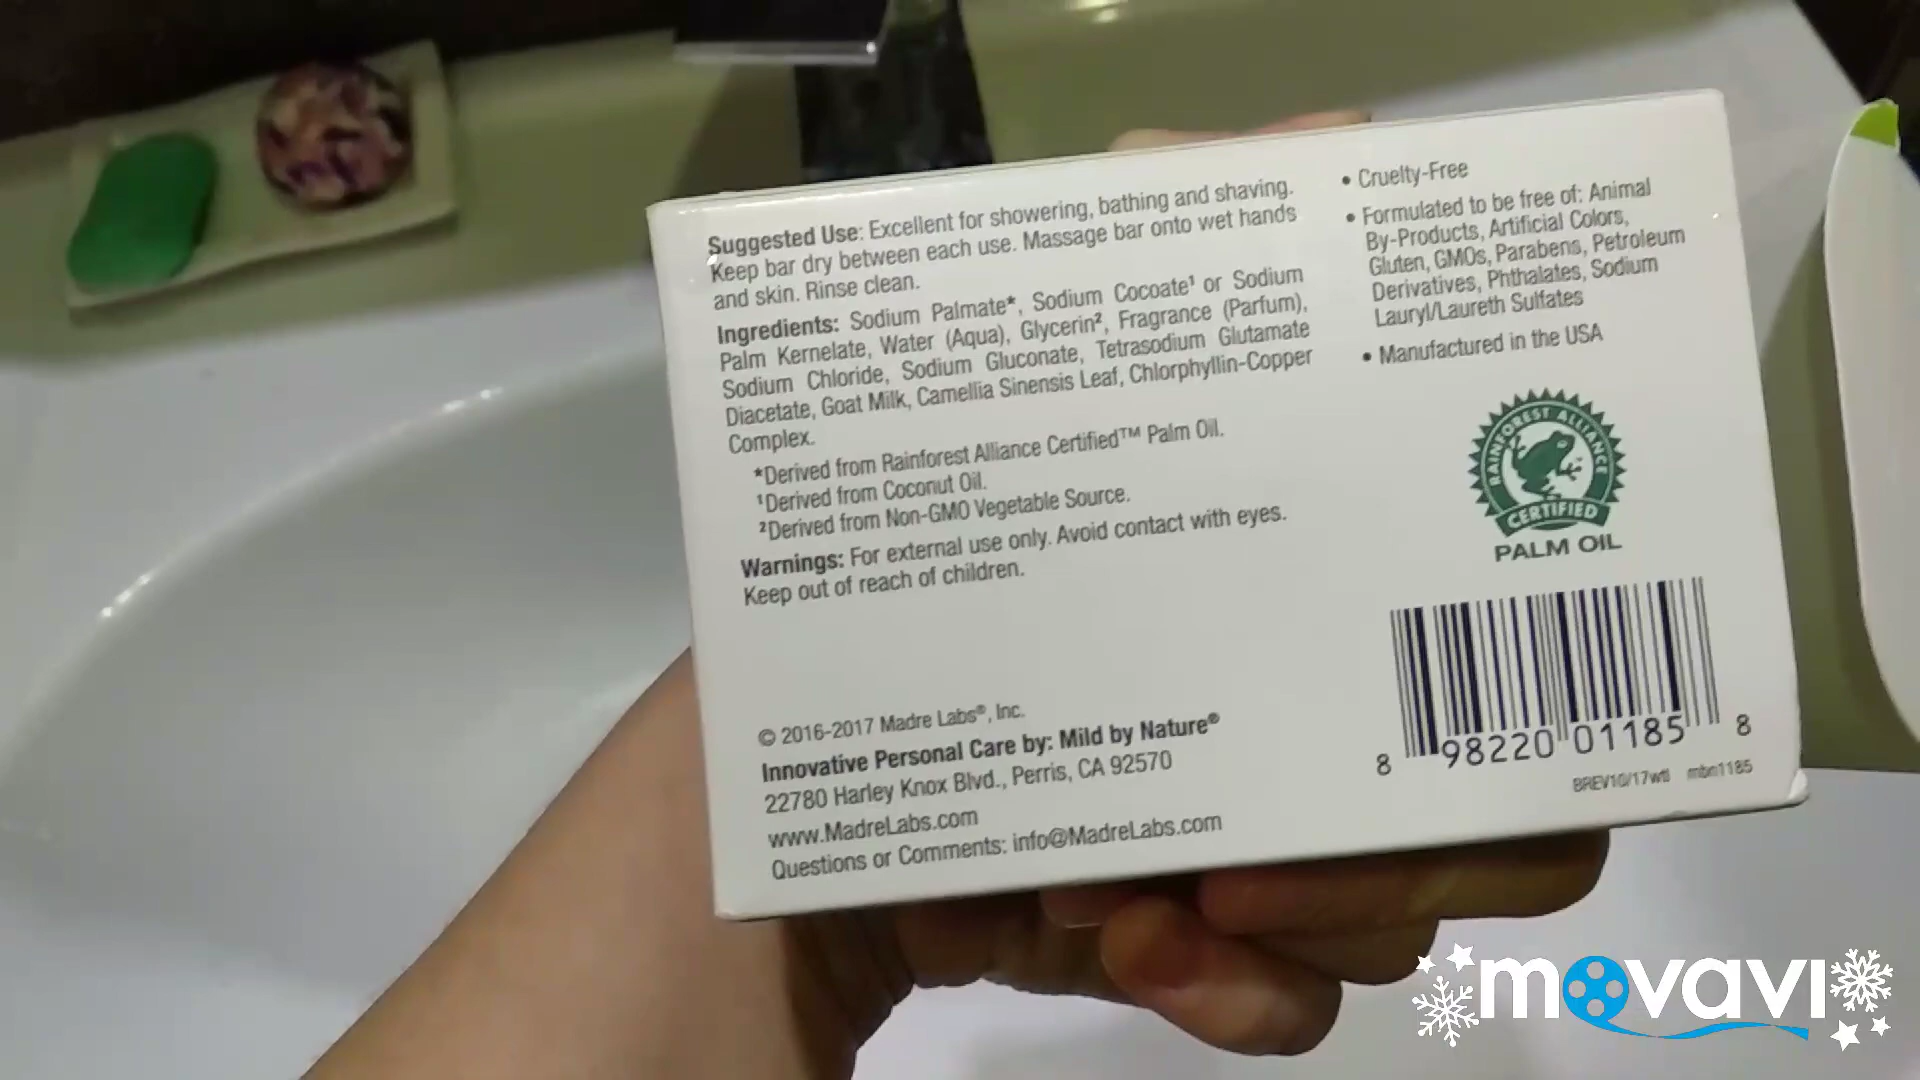 Suggested Use: Excellent for showering, bathing and shaving.
Keep bar dry between each use. Massage bar onto wet hands
and skin. Rinse clean.
Ingredients: Sodium Palmate*, Sodium Cocoate¹ or Sodium
Palm Kernelate, Water (Aqua), Glycerin², Fragrance (Parfum),
Sodium Chloride, Sodium Gluconate, Tetrasodium Glutamate
Diacetate, Goat Milk, Camellia Sinensis Leaf, Chlorphyllin-Copper
Complex.
*Derived from Rainforest Alliance Certified™ Palm Oil.
¹Derived from Coconut Oil.
²Derived from Non-GMO Vegetable Source.
Warnings: For external use only. Avoid contact with eyes.
Keep out of reach of children.
© 2016-2017 Madre Labs®, Inc.
Innovative Personal Care by: Mild by Nature®
22780 Harley Knox Blvd., Perris, CA 92570
www.MadreLabs.com
Questions or Comments: info@MadreLabs.com
• Cruelty-Free
• Formulated to be free of: Animal
By-Products, Artificial Colors,
Gluten, GMOs, Parabens, Petroleum
Derivatives, Phthalates, Sodium
Lauryl/Laureth Sulfates
• Manufactured in the USA
RAINFOREST ALLIANCE
CERTIFIED
PALM OIL
8 98220 01185 8
BREV10/17wtl mbn1185
movavi